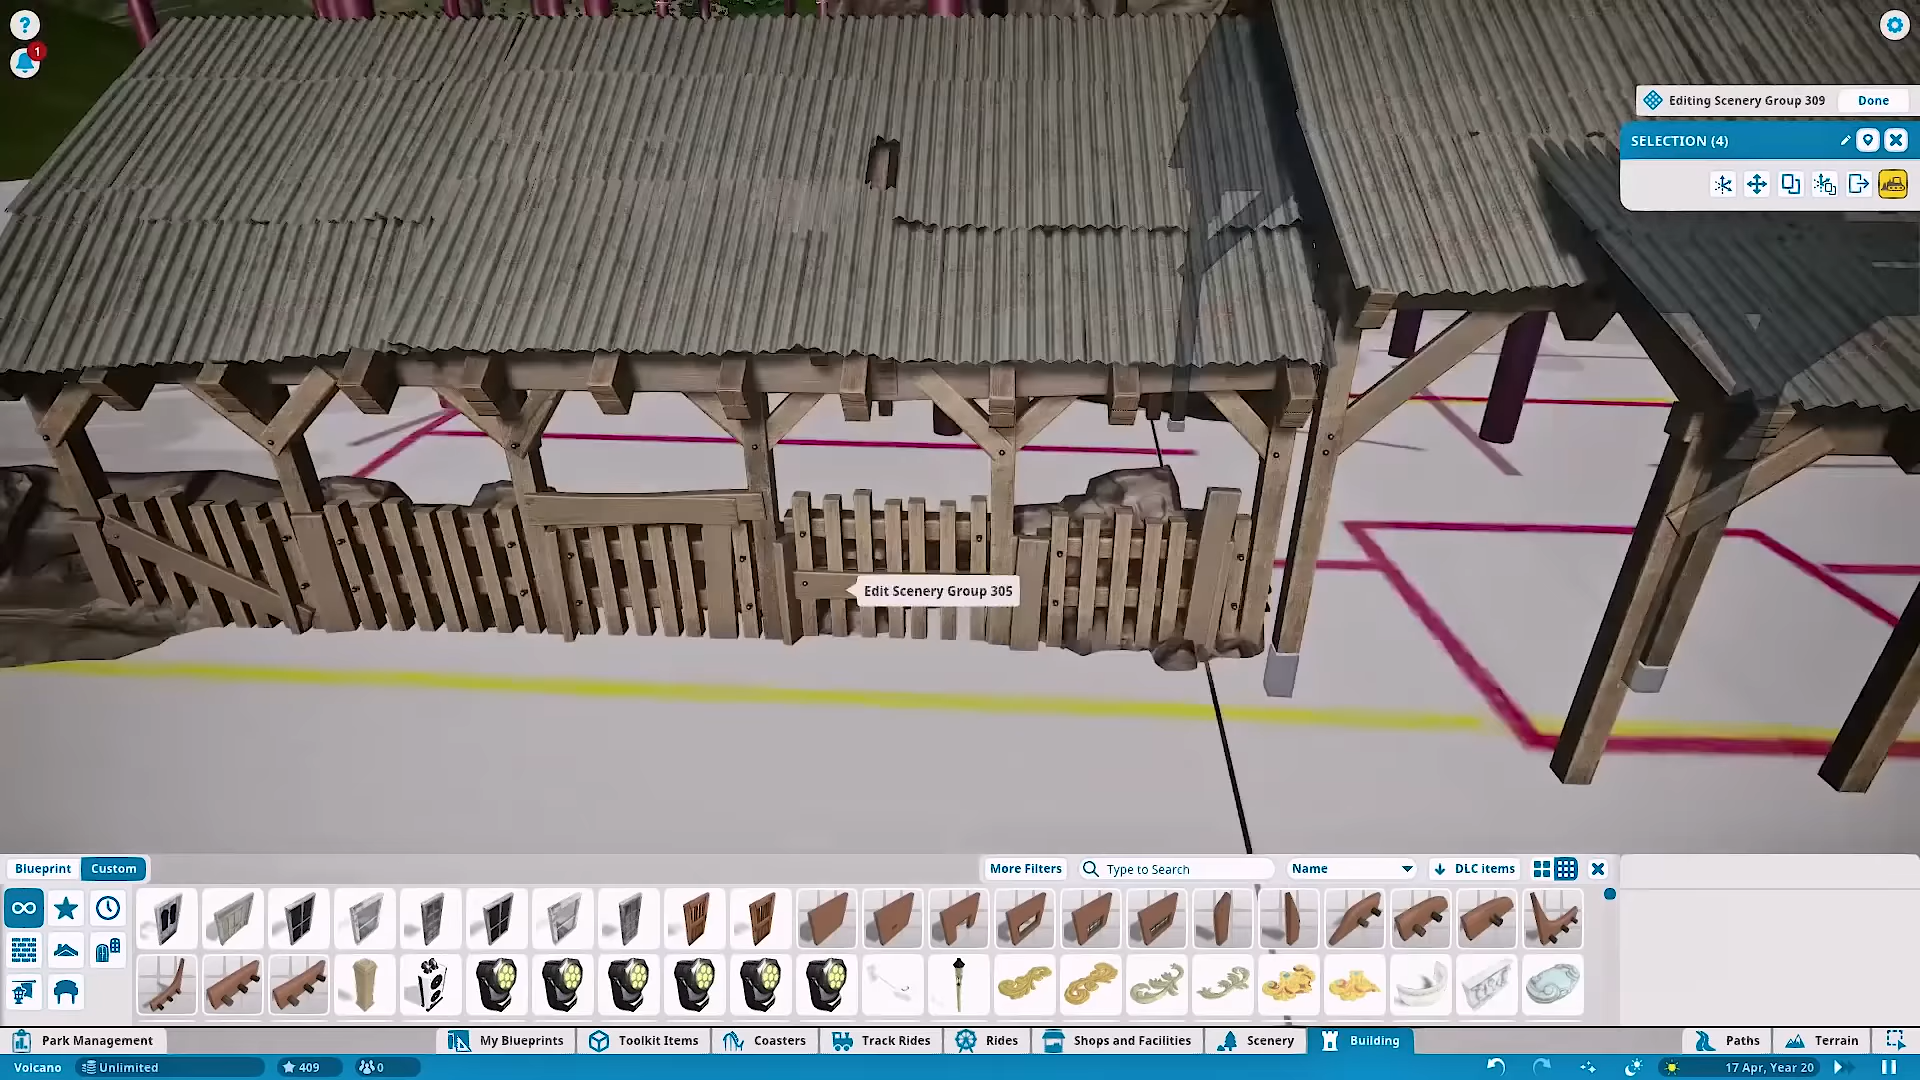 ?
1
Editing Scenery Group 309
Done
SELECTION (4)
Edit Scenery Group 305
Blueprint
Custom
More Filters
Type to Search
Name
DLC items
Park Management
My Blueprints
Toolkit Items
Coasters
Track Rides
Rides
Shops and Facilities
Scenery
Building
Paths
Terrain
Volcano
Unlimited
409
0
17 Apr, Year 20